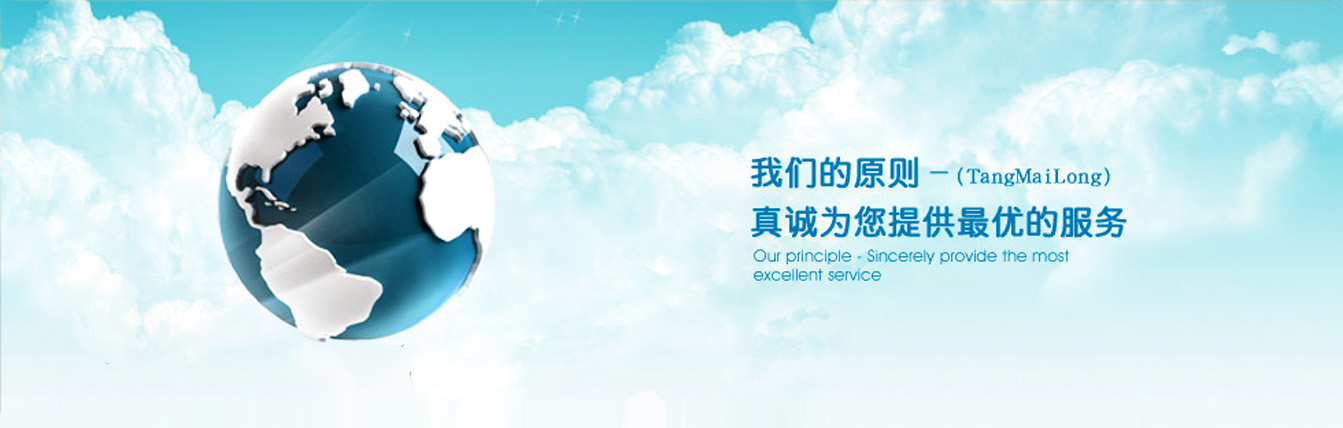 我们的原则 – (TangMaiLong)
真诚为您提供最优的服务
Our principle - Sincerely provide the most
excellent service